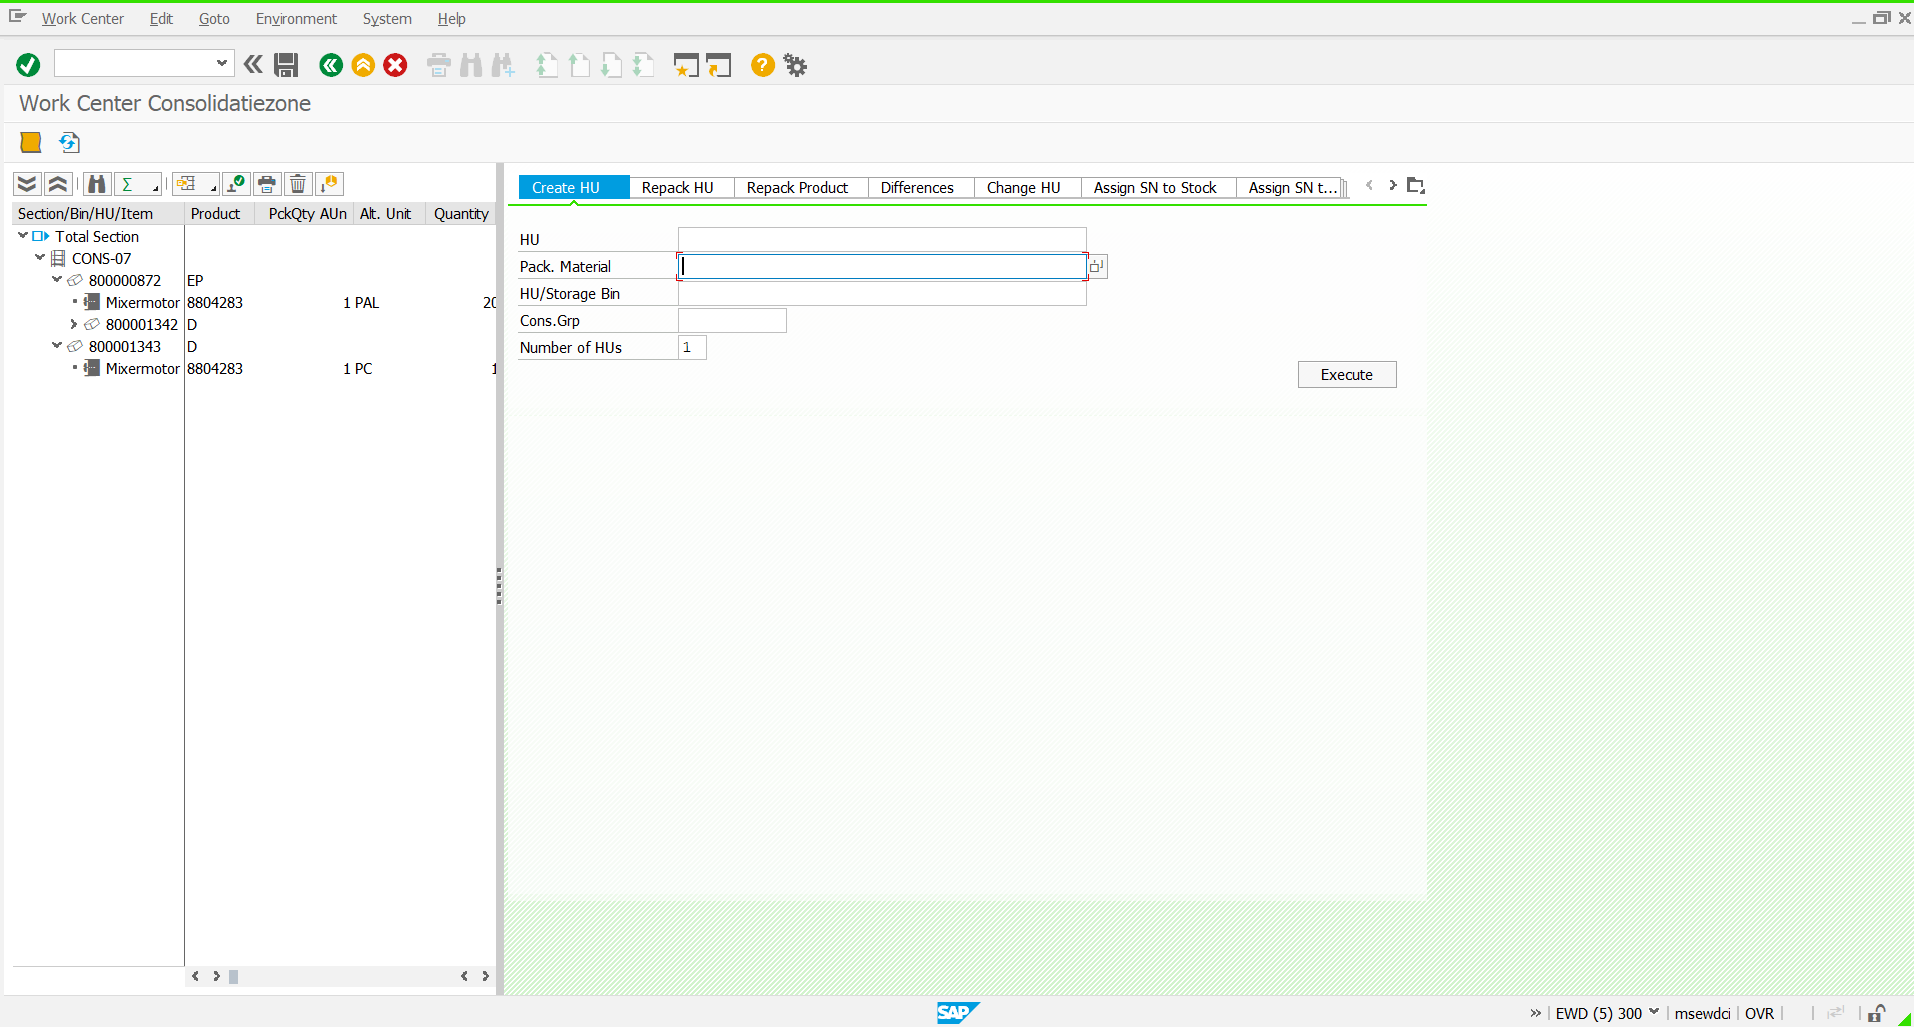 Work Center Edit Goto Environment System Help
Work Center Consolidatiezone
Create HU Repack HU Repack Product Differences Change HU Assign SN to Stock Assign SN t...
Section/Bin/HU/Item Product PckQty AUn Alt. Unit Quantity
Total Section
CONS-07
800000872 EP
Mixermotor 8804283 1 PAL 20
800001342 D
800001343 D
Mixermotor 8804283 1 PC 1
HU
Pack. Material
HU/Storage Bin
Cons.Grp
Number of HUs 1
Execute
SAP EWD (5) 300 msewdci OVR